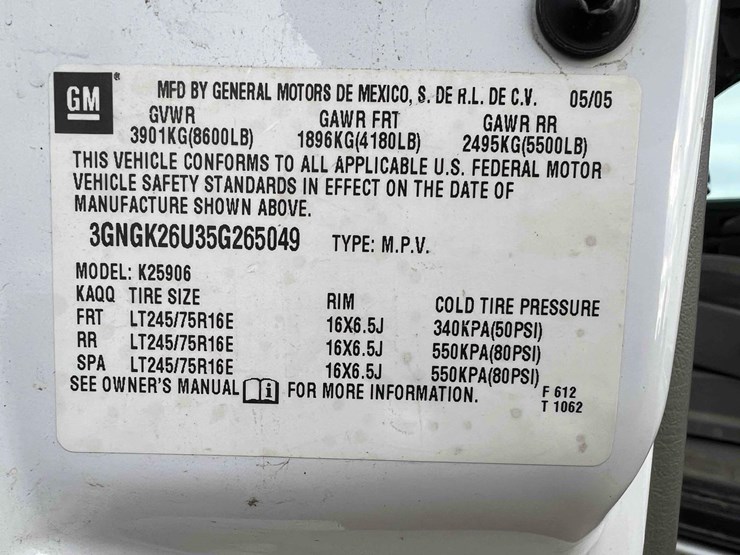 GM ® MFD BY GENERAL MOTORS DE MEXICO, S. DE R.L. DE C.V. 05/05
GVWR GAWR FRT GAWR RR
3901KG(8600LB) 1896KG(4180LB) 2495KG(5500LB)
THIS VEHICLE CONFORMS TO ALL APPLICABLE U.S. FEDERAL MOTOR
VEHICLE SAFETY STANDARDS IN EFFECT ON THE DATE OF
MANUFACTURE SHOWN ABOVE.
3GNGK26U35G265049 TYPE: M.P.V.
MODEL: K25906
KAQQ TIRE SIZE RIM COLD TIRE PRESSURE
FRT LT245/75R16E 16X6.5J 340KPA(50PSI)
RR LT245/75R16E 16X6.5J 550KPA(80PSI)
SPA LT245/75R16E 16X6.5J 550KPA(80PSI)
SEE OWNER'S MANUAL i FOR MORE INFORMATION. F 612
T 1062